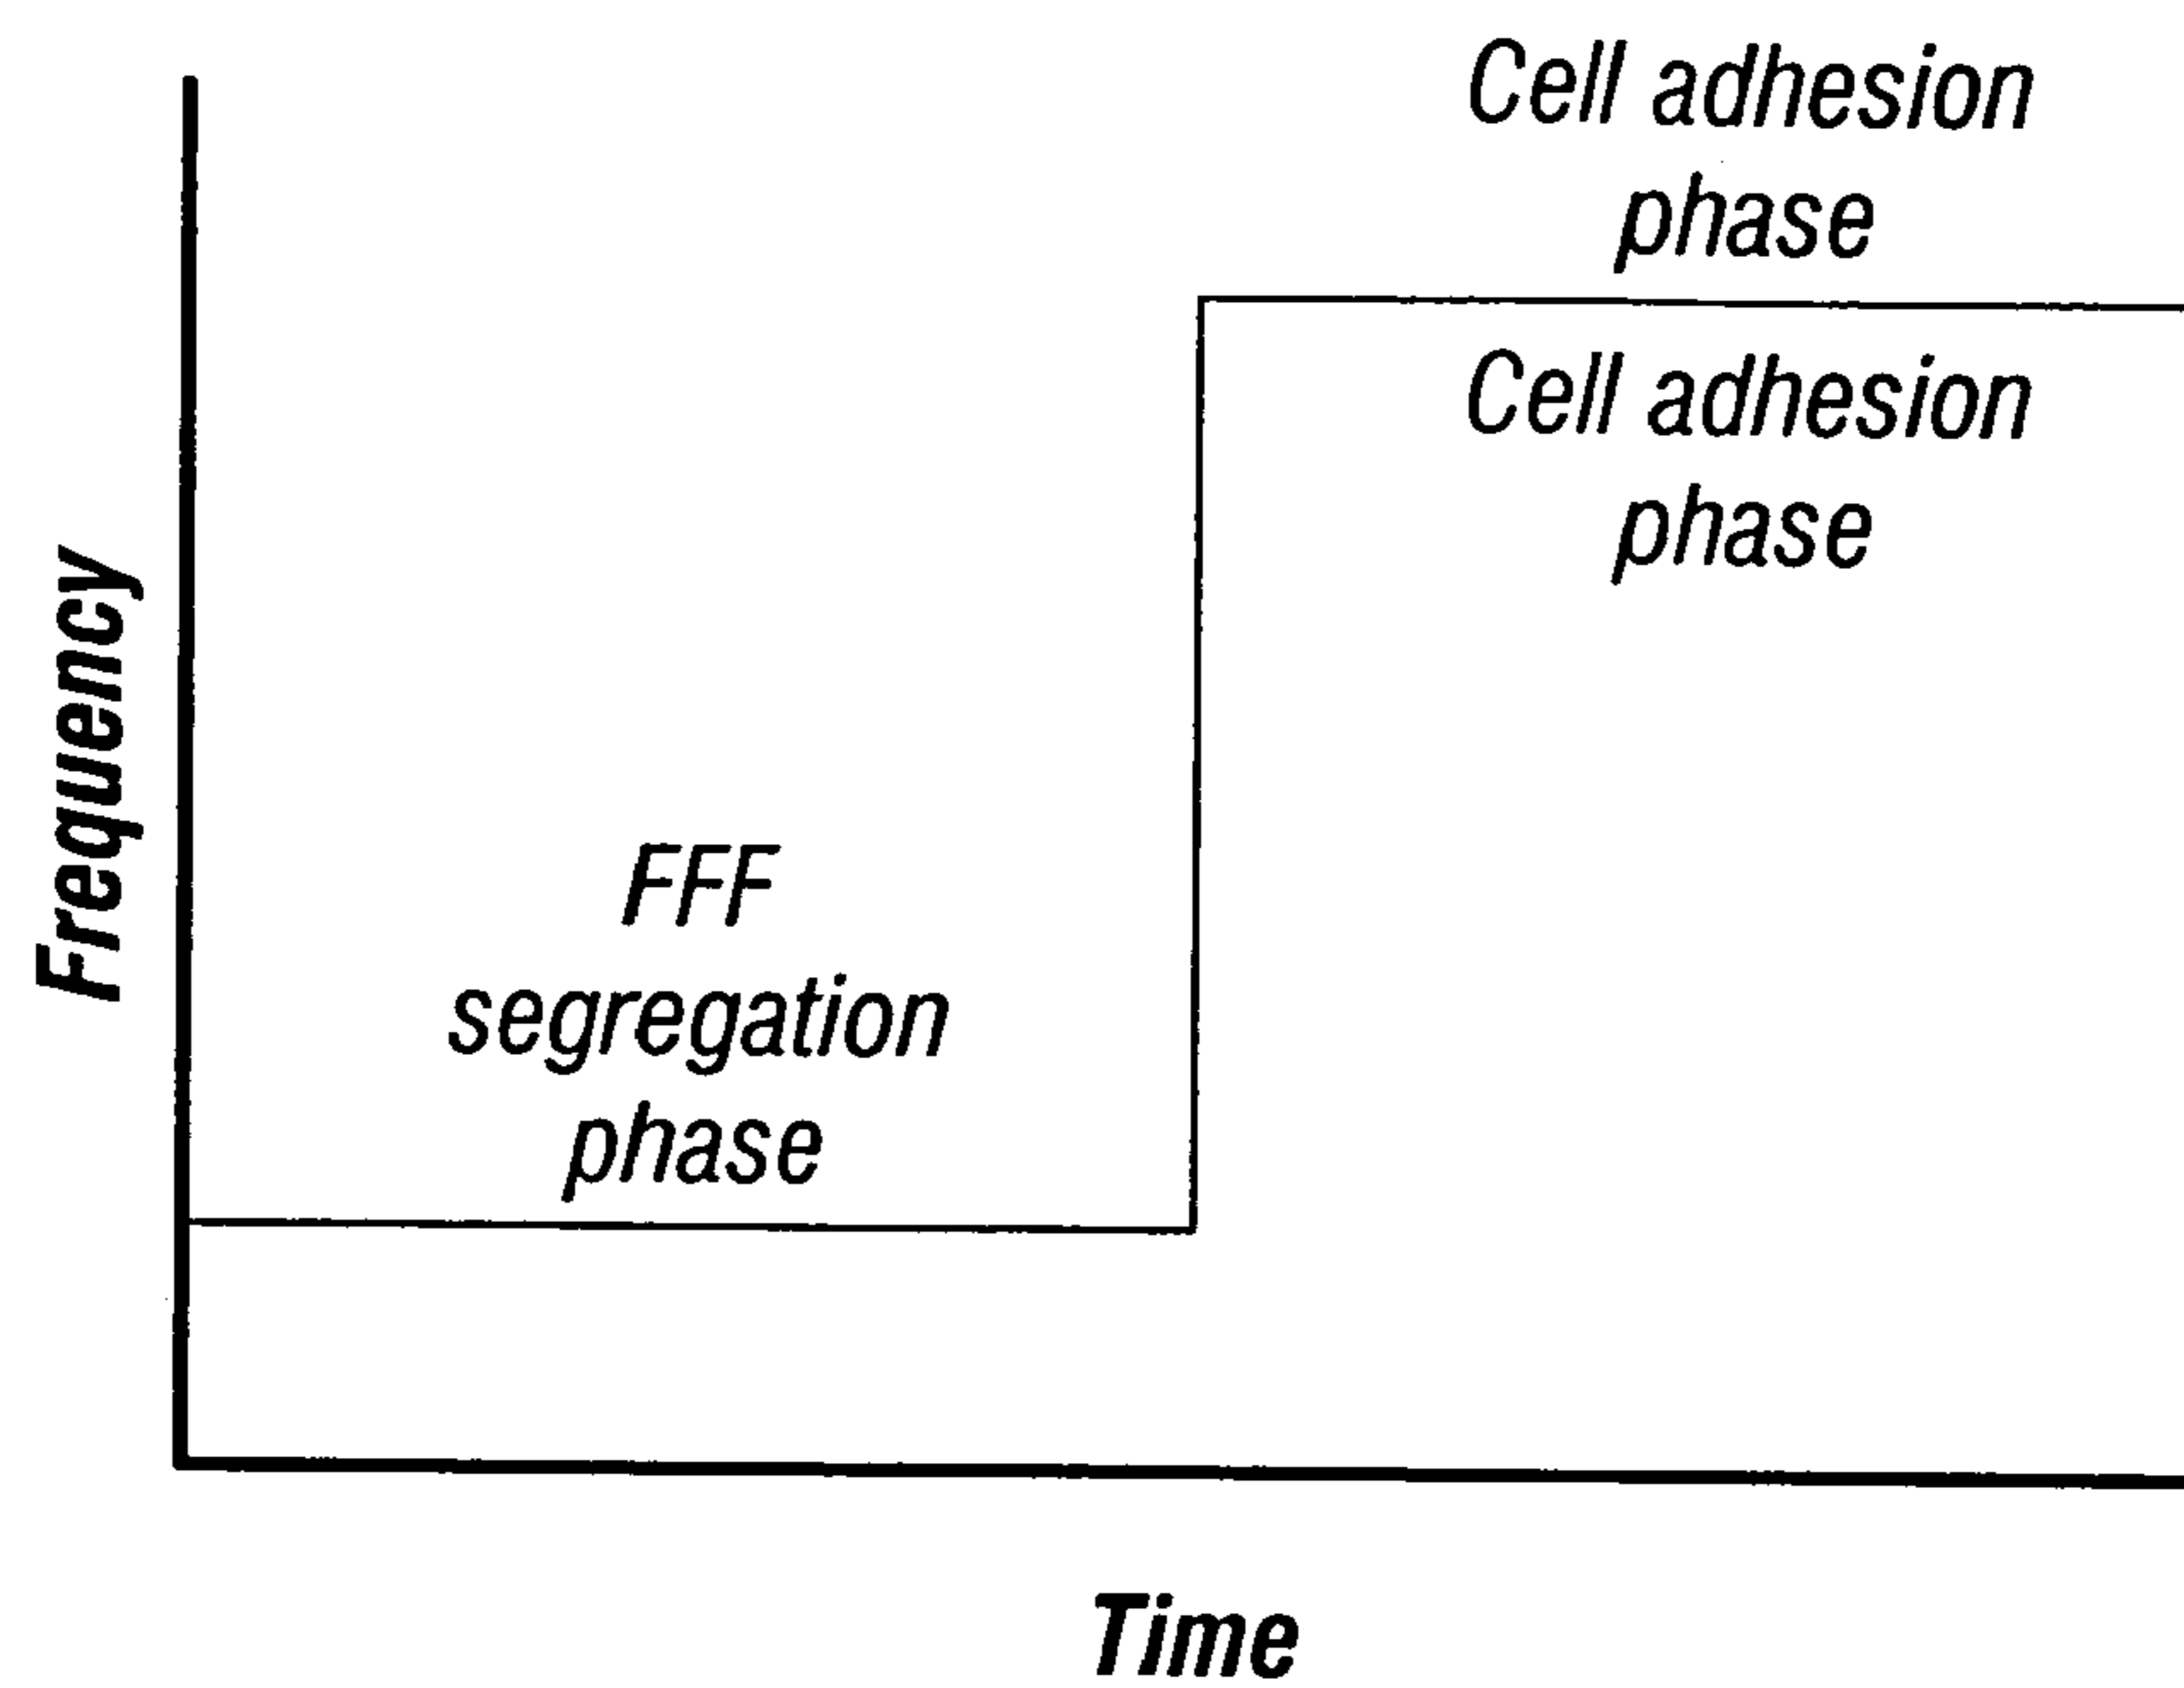 Cell adhesion
phase
Cell adhesion
phase
Frequency
FFF
segregation
phase
Time